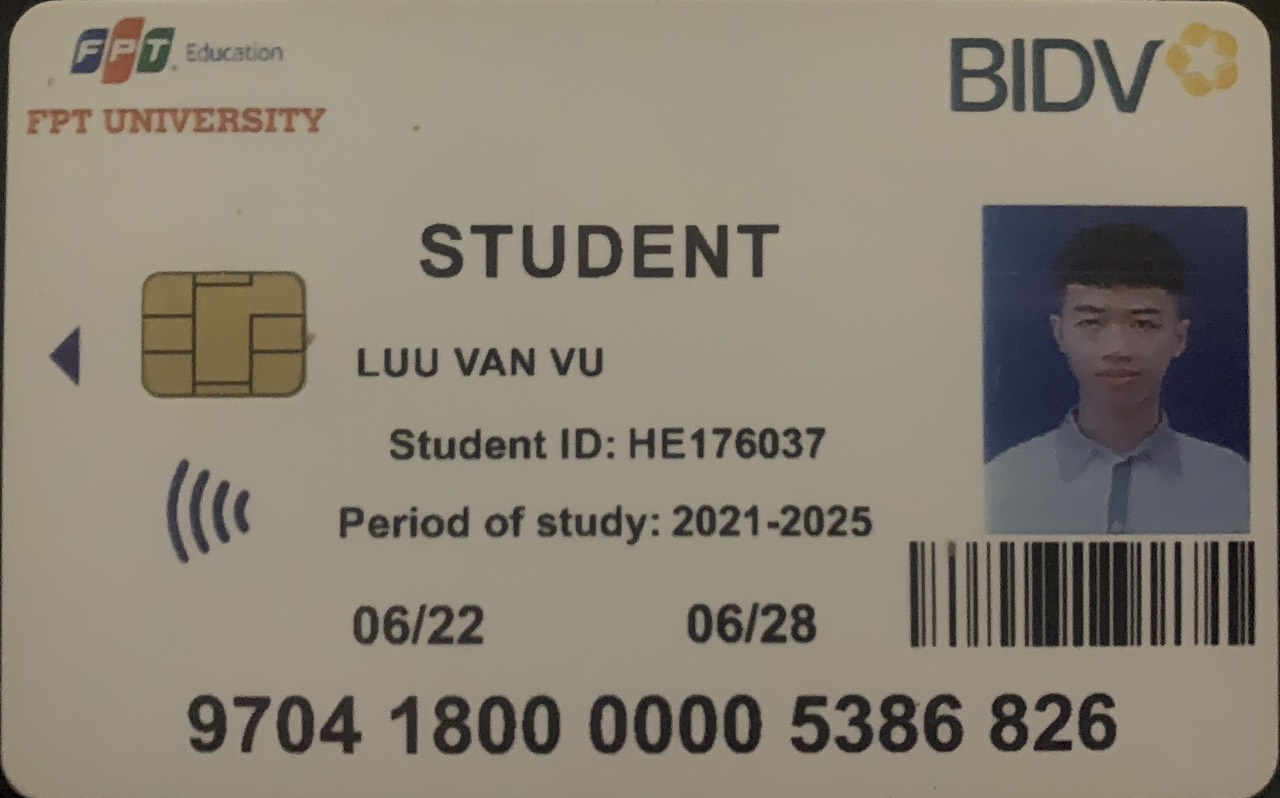 FPT Education
FPT UNIVERSITY
BIDV
STUDENT
LUU VAN VU
Student ID: HE176037
Period of study: 2021-2025
06/22 06/28
9704 1800 0000 5386 826